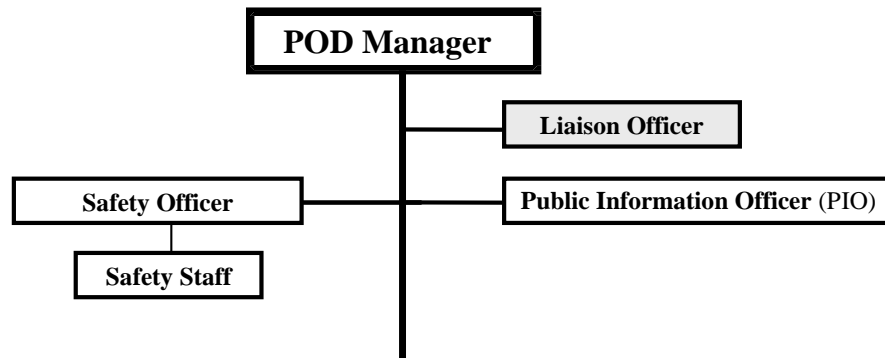 POD Manager
Liaison Officer
Safety Officer
Public Information Officer (PIO)
Safety Staff